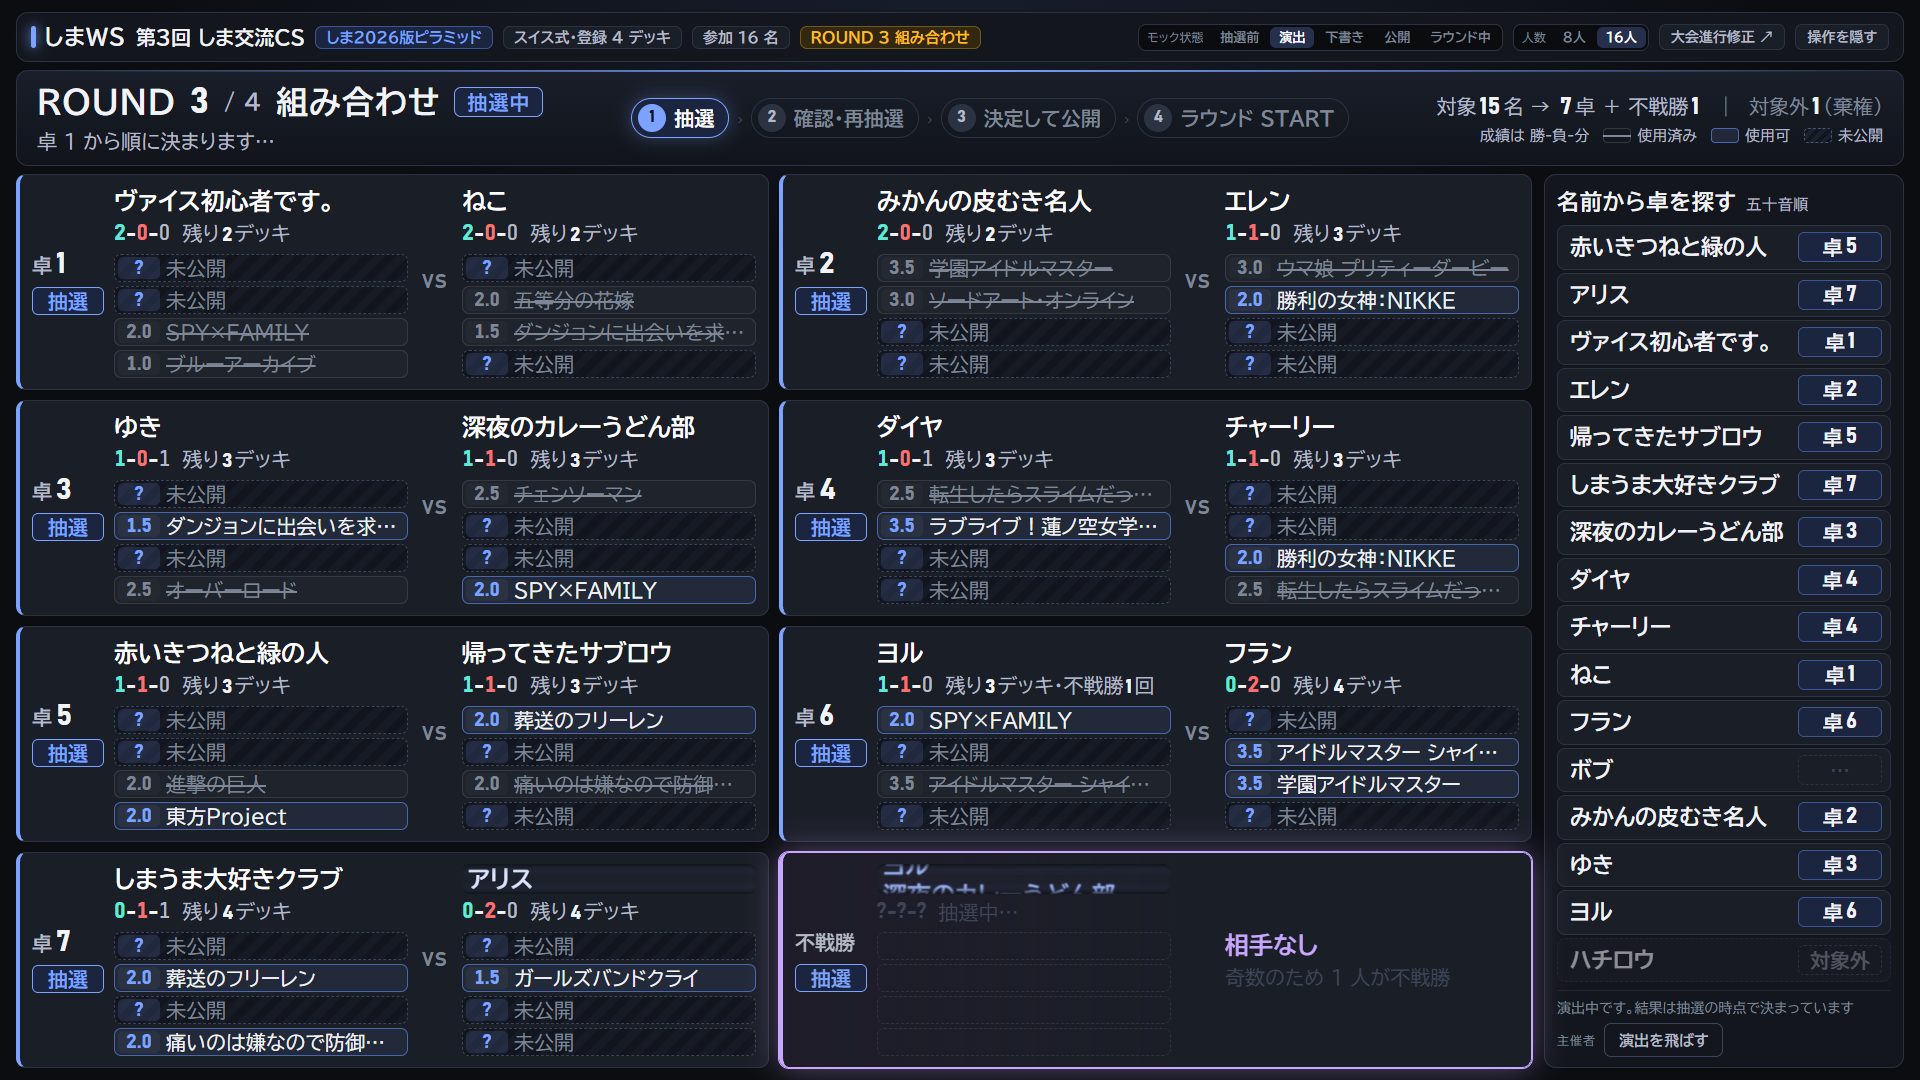 しまWS 第3回 しま交流CS しま2026版ピラミッド スイス式・登録 4 デッキ 参加 16 名 ROUND 3 組み合わせ モック状態 抽選前 演出 下書き 公開 ラウンド中 人数 8人 16人 大会進行修正 ↗ 操作を隠す
ROUND 3 / 4 組み合わせ 抽選中
卓 1 から順に決まります…
1 抽選 › 2 確認・再抽選 › 3 決定して公開 › 4 ラウンド START
対象15名 → 7卓 + 不戦勝1 | 対象外1（棄権）
成績は 勝-負-分 使用済み 使用可 未公開
卓1
抽選
ヴァイス初心者です。
2-0-0 残り2デッキ
? 未公開
? 未公開
2.0 SPY×FAMILY
1.0 ブルーアーカイブ
VS
ねこ
2-0-0 残り2デッキ
? 未公開
2.0 五等分の花嫁
1.5 ダンジョンに出会いを求…
? 未公開
卓2
抽選
みかんの皮むき名人
2-0-0 残り2デッキ
3.5 学園アイドルマスター
3.0 ソードアート・オンライン
? 未公開
? 未公開
VS
エレン
1-1-0 残り3デッキ
3.0 ウマ娘 プリティーダービー
2.0 勝利の女神：NIKKE
? 未公開
? 未公開
卓3
抽選
ゆき
1-0-1 残り3デッキ
? 未公開
1.5 ダンジョンに出会いを求…
? 未公開
2.5 オーバーロード
VS
深夜のカレーうどん部
1-1-0 残り3デッキ
2.5 チェンソーマン
? 未公開
? 未公開
2.0 SPY×FAMILY
卓4
抽選
ダイヤ
1-0-1 残り3デッキ
2.5 転生したらスライムだっ…
3.5 ラブライブ！蓮ノ空女学…
? 未公開
? 未公開
VS
チャーリー
1-1-0 残り3デッキ
? 未公開
? 未公開
2.0 勝利の女神：NIKKE
2.5 転生したらスライムだっ…
卓5
抽選
赤いきつねと緑の人
1-1-0 残り3デッキ
? 未公開
? 未公開
2.0 進撃の巨人
2.0 東方Project
VS
帰ってきたサブロウ
1-1-0 残り3デッキ
2.0 葬送のフリーレン
? 未公開
2.0 痛いのは嫌なので防御…
? 未公開
卓6
抽選
ヨル
1-1-0 残り3デッキ・不戦勝1回
2.0 SPY×FAMILY
? 未公開
3.5 アイドルマスター シャイ…
? 未公開
VS
フラン
0-2-0 残り4デッキ
? 未公開
3.5 アイドルマスター シャイ…
3.5 学園アイドルマスター
? 未公開
卓7
抽選
しまうま大好きクラブ
0-1-1 残り4デッキ
? 未公開
2.0 葬送のフリーレン
? 未公開
2.0 痛いのは嫌なので防御…
VS
アリス
0-2-0 残り4デッキ
? 未公開
1.5 ガールズバンドクライ
? 未公開
? 未公開
不戦勝
抽選
ヨル
深夜のカレーうどん部
?-?-? 抽選中…
相手なし
奇数のため 1 人が不戦勝
名前から卓を探す 五十音順
赤いきつねと緑の人 卓5
アリス 卓7
ヴァイス初心者です。 卓1
エレン 卓2
帰ってきたサブロウ 卓5
しまうま大好きクラブ 卓7
深夜のカレーうどん部 卓3
ダイヤ 卓4
チャーリー 卓4
ねこ 卓1
フラン 卓6
ボブ …
みかんの皮むき名人 卓2
ゆき 卓3
ヨル 卓6
ハチロウ 対象外
演出中です。結果は抽選の時点で決まっています
主催者 演出を飛ばす